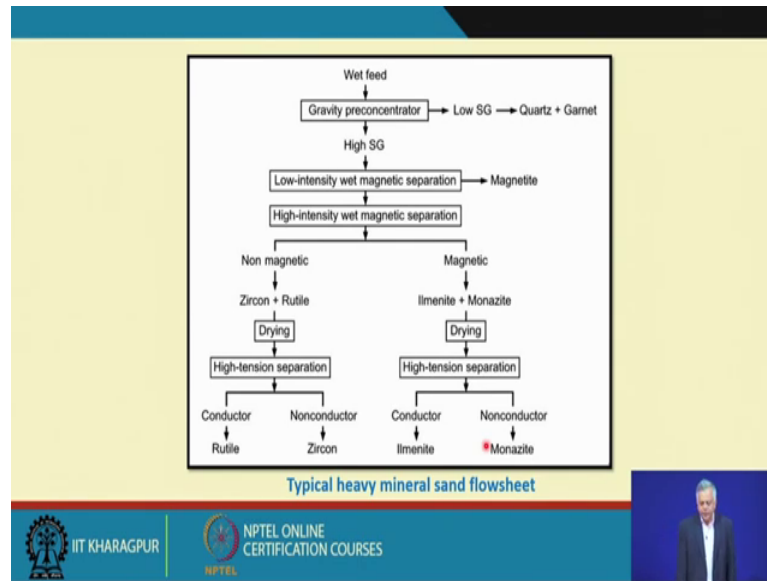 Wet feed
Gravity preconcentrator Low SG Quartz + Garnet
High SG
Low-intensity wet magnetic separation Magnetite
High-intensity wet magnetic separation
Non magnetic Magnetic
Zircon + Rutile Ilmenite + Monazite
Drying Drying
High-tension separation High-tension separation
Conductor Nonconductor Conductor Nonconductor
Rutile Zircon Ilmenite Monazite
Typical heavy mineral sand flowsheet
IIT KHARAGPUR
NPTEL
NPTEL ONLINE
CERTIFICATION COURSES